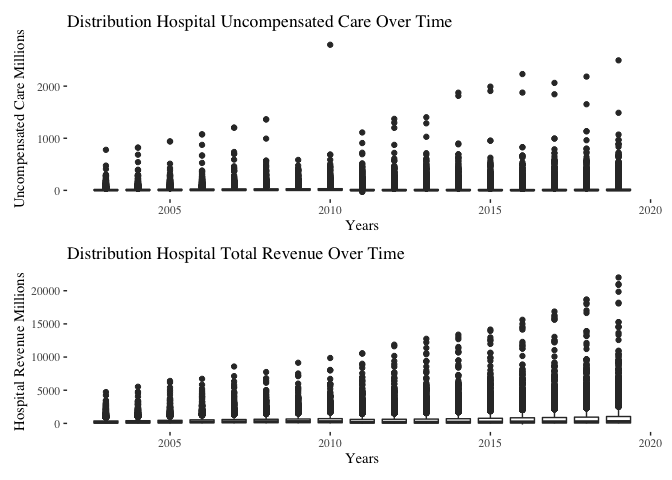 Distribution Hospital Uncompensated Care Over Time
Uncompensated Care Millions
2000
1000
0
2005
2010
2015
2020
Years
Distribution Hospital Total Revenue Over Time
Hospital Revenue Millions
20000
15000
10000
5000
0
2005
2010
2015
2020
Years